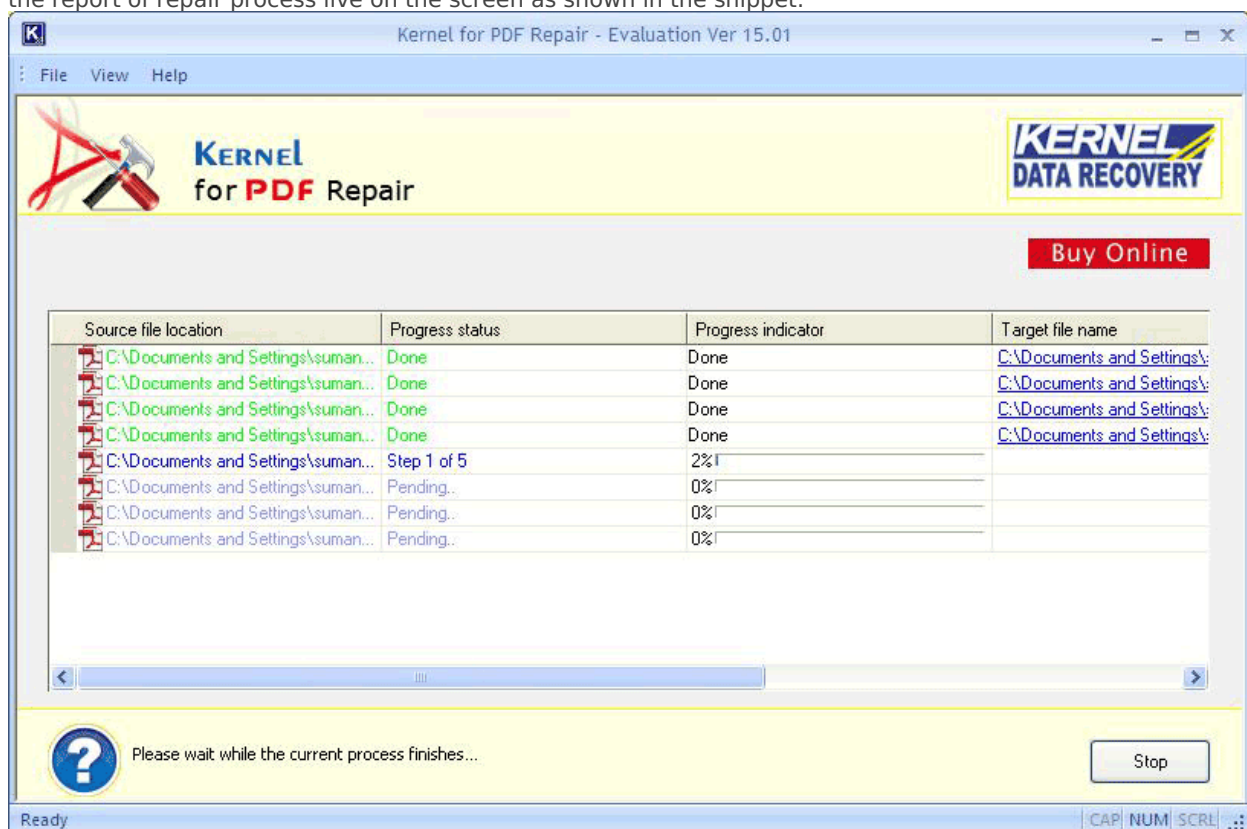 the report of repair process live on the screen as shown in the snippet.
Kernel for PDF Repair - Evaluation Ver 15.01
File View Help
KERNEL
for PDF Repair
KERNEL
DATA RECOVERY
Buy Online
Source file location Progress status Progress indicator Target file name
C:\Documents and Settings\suman... Done Done C:\Documents and Settings\
C:\Documents and Settings\suman... Done Done C:\Documents and Settings\
C:\Documents and Settings\suman... Done Done C:\Documents and Settings\
C:\Documents and Settings\suman... Done Done C:\Documents and Settings\
C:\Documents and Settings\suman... Step 1 of 5 2%
C:\Documents and Settings\suman... Pending.. 0%
C:\Documents and Settings\suman... Pending.. 0%
C:\Documents and Settings\suman... Pending.. 0%
Please wait while the current process finishes...
Stop
Ready CAP NUM SCRL